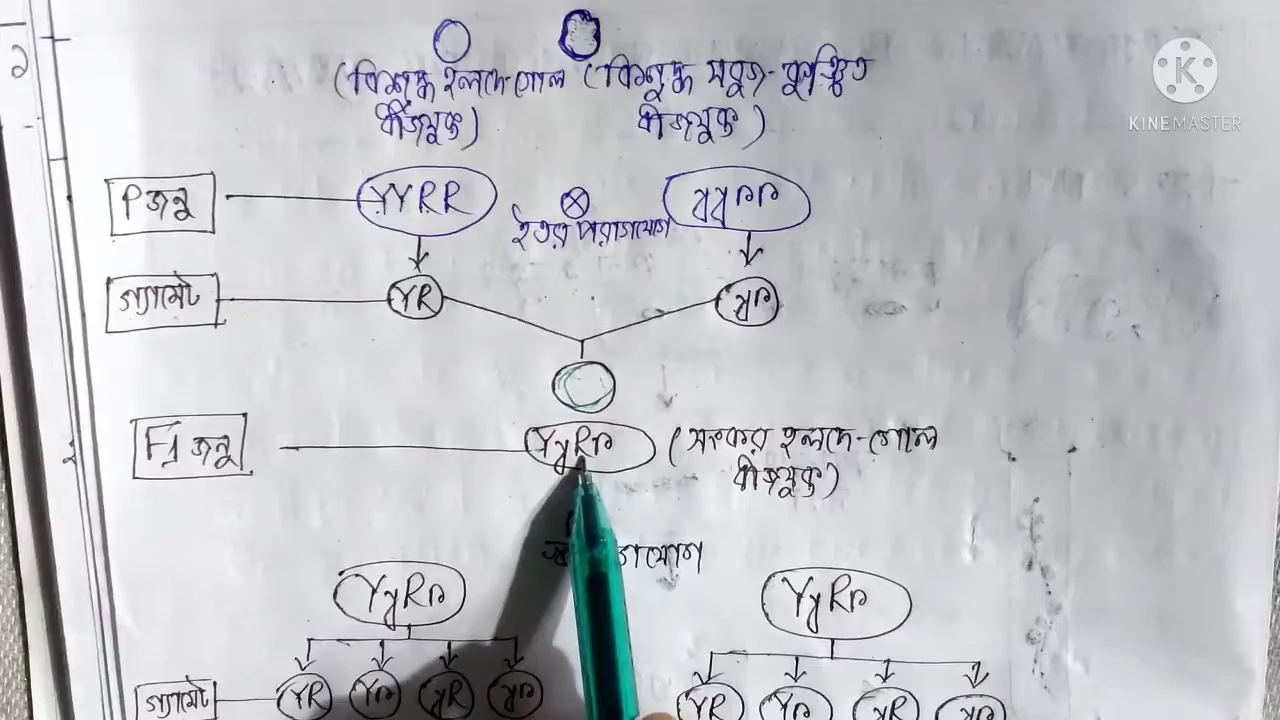 ১
(বিশুদ্ধ হলদে-গোল (বিশুদ্ধ সবুজ-কুঞ্চিত
বীজযুক্ত) বীজযুক্ত)
KINEMASTER
P জনু YYRR ⊗ yyrr
ইতর পরাগযোগ
গ্যামেট YR yr
F1 জনু YyRr (সংকর হলদে-গোল
বীজযুক্ত)
YyRr YyRr
গ্যামেট YR Yr yR yr YR Yr yR yr